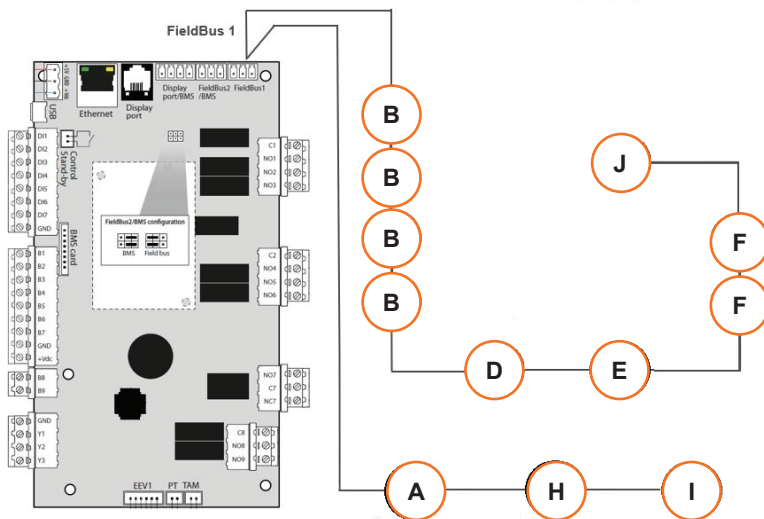 FieldBus 1
+5V GND +Vdc
USB
Ethernet
Display
port
Display
port/BMS
FieldBus2
/BMS
FieldBus1
Control
Stand-by
DI1
DI2
DI3
DI4
DI5
DI6
DI7
GND
BMS card
B1
B2
B3
B4
B5
B6
B7
GND
+Vdc
B8
B9
GND
Y1
Y2
Y3
FieldBus2/BMS configuration
BMS
Field bus
C1
NO1
NO2
NO3
C2
NO4
NO5
NO6
NO7
C7
NC7
C8
NO8
NO9
EEV1
PT
TAM
B
B
B
B
D
E
F
F
J
A
H
I